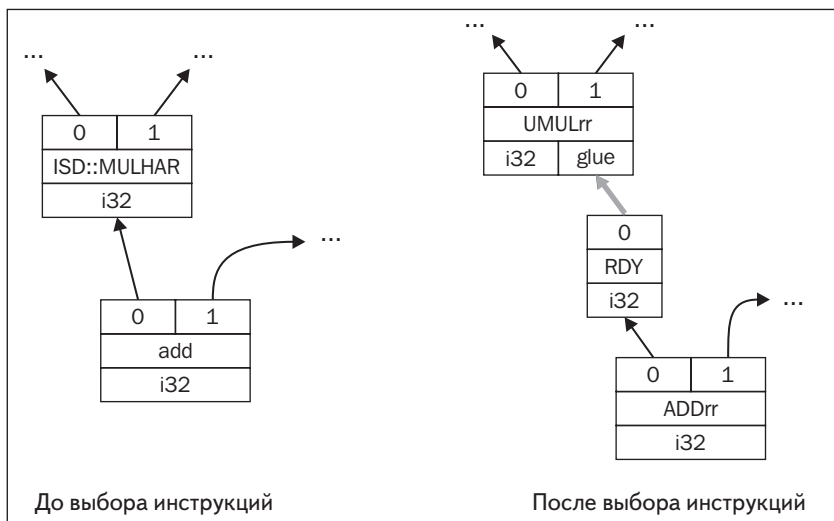 ... ...
0 1
ISD::MULHAR
i32
...
0 1
add
i32
До выбора инструкций
... ...
0 1
UMULrr
i32 glue
0
RDY
i32
...
0 1
ADDrr
i32
После выбора инструкций